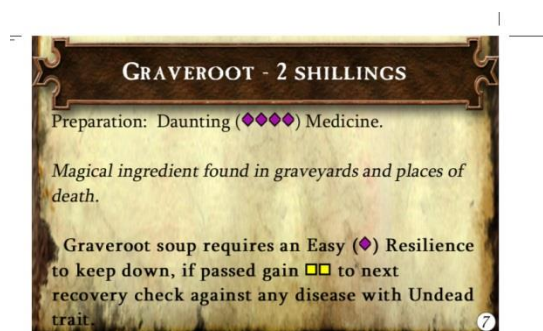 GRAVEROOT - 2 SHILLINGS
Preparation: Daunting (◆◆◆◆) Medicine.
Magical ingredient found in graveyards and places of
death.
Graveroot soup requires an Easy (◆) Resilience
to keep down, if passed gain □□ to next
recovery check against any disease with Undead
trait.
7